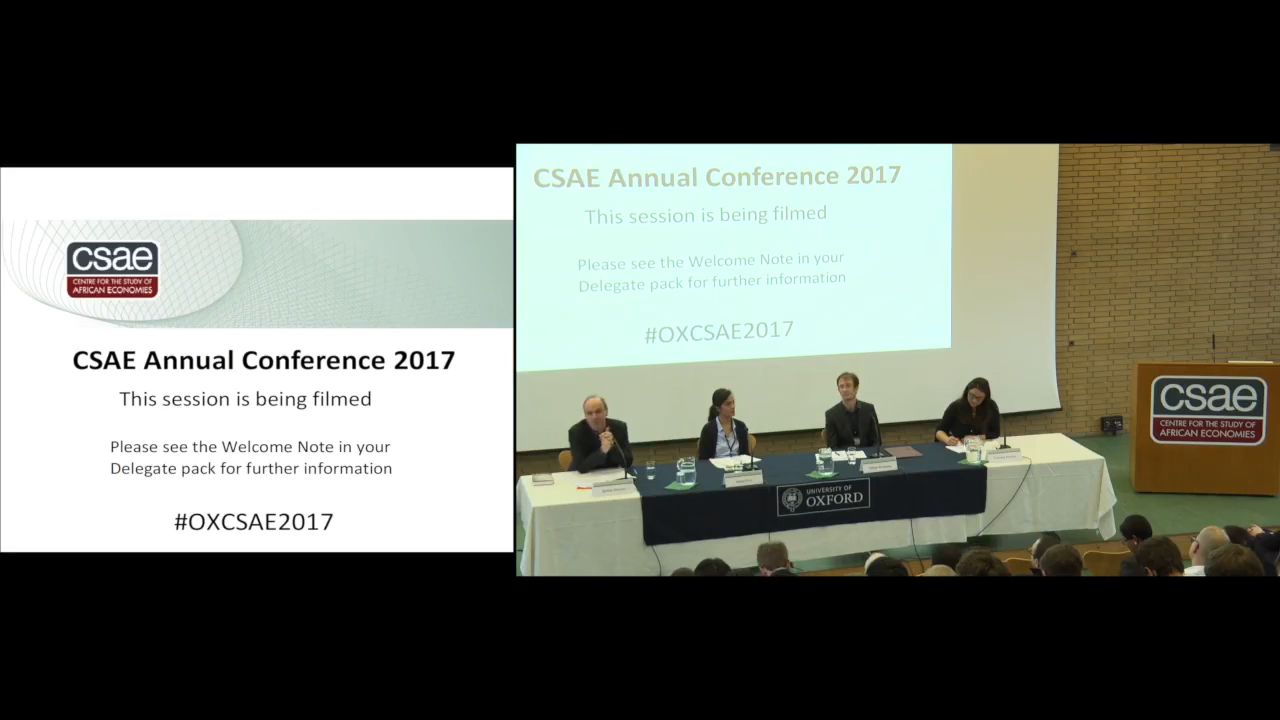 csae
CENTRE FOR THE STUDY OF
AFRICAN ECONOMIES
CSAE Annual Conference 2017
This session is being filmed
Please see the Welcome Note in your
Delegate pack for further information
#OXCSAE2017
CSAE Annual Conference 2017
This session is being filmed
Please see the Welcome Note in your
Delegate pack for further information
#OXCSAE2017
UNIVERSITY OF
OXFORD
csae
CENTRE FOR THE STUDY OF
AFRICAN ECONOMIES